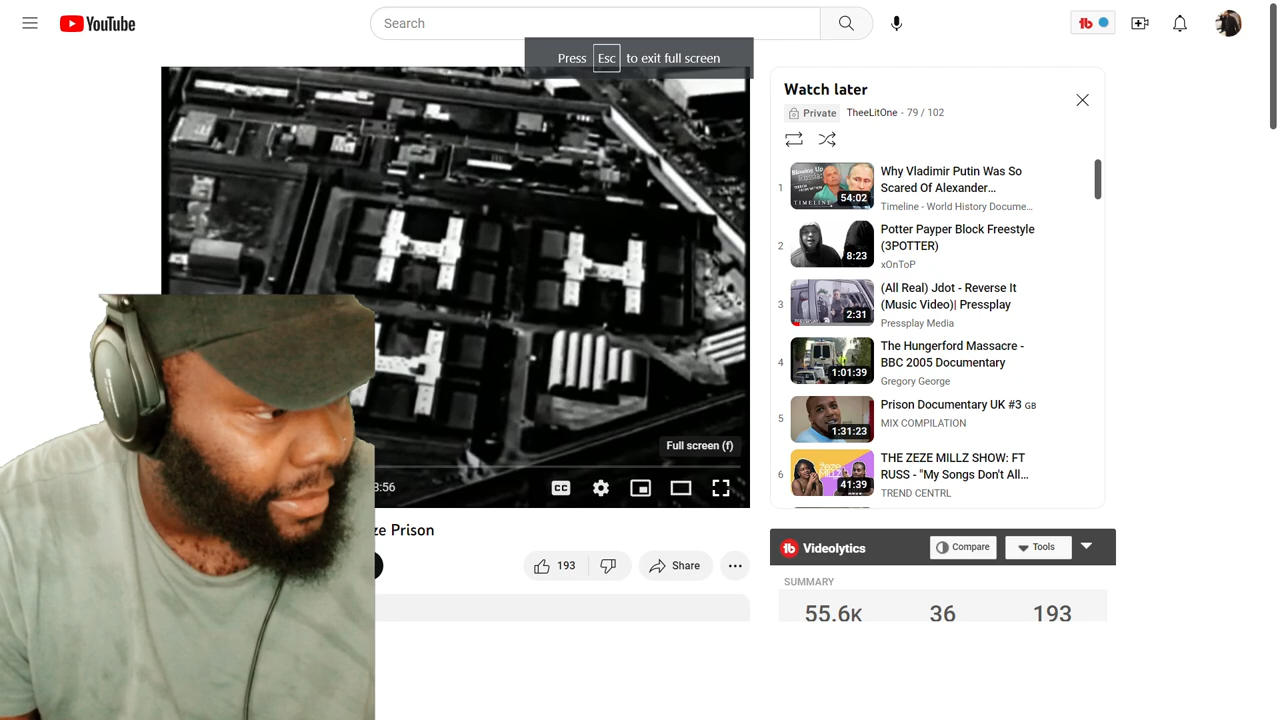 YouTube
Search
Press Esc to exit full screen
Full screen (f)
3:56
CC
ze Prison
193
Share
Watch later
Private
TheeLitOne - 79 / 102
1
54:02
TIMELINE
Why Vladimir Putin Was So
Scared Of Alexander...
Timeline - World History Docume...
2
8:23
Potter Payper Block Freestyle
(3POTTER)
xOnToP
3
2:31
(All Real) Jdot - Reverse It
(Music Video)| Pressplay
Pressplay Media
4
1:01:39
The Hungerford Massacre -
BBC 2005 Documentary
Gregory George
5
1:31:23
Prison Documentary UK #3 GB
MIX COMPILATION
6
41:39
THE ZEZE MILLZ SHOW: FT
RUSS - "My Songs Don't All...
TREND CENTRL
tb Videolytics
Compare
Tools
SUMMARY
55.6K
36
193